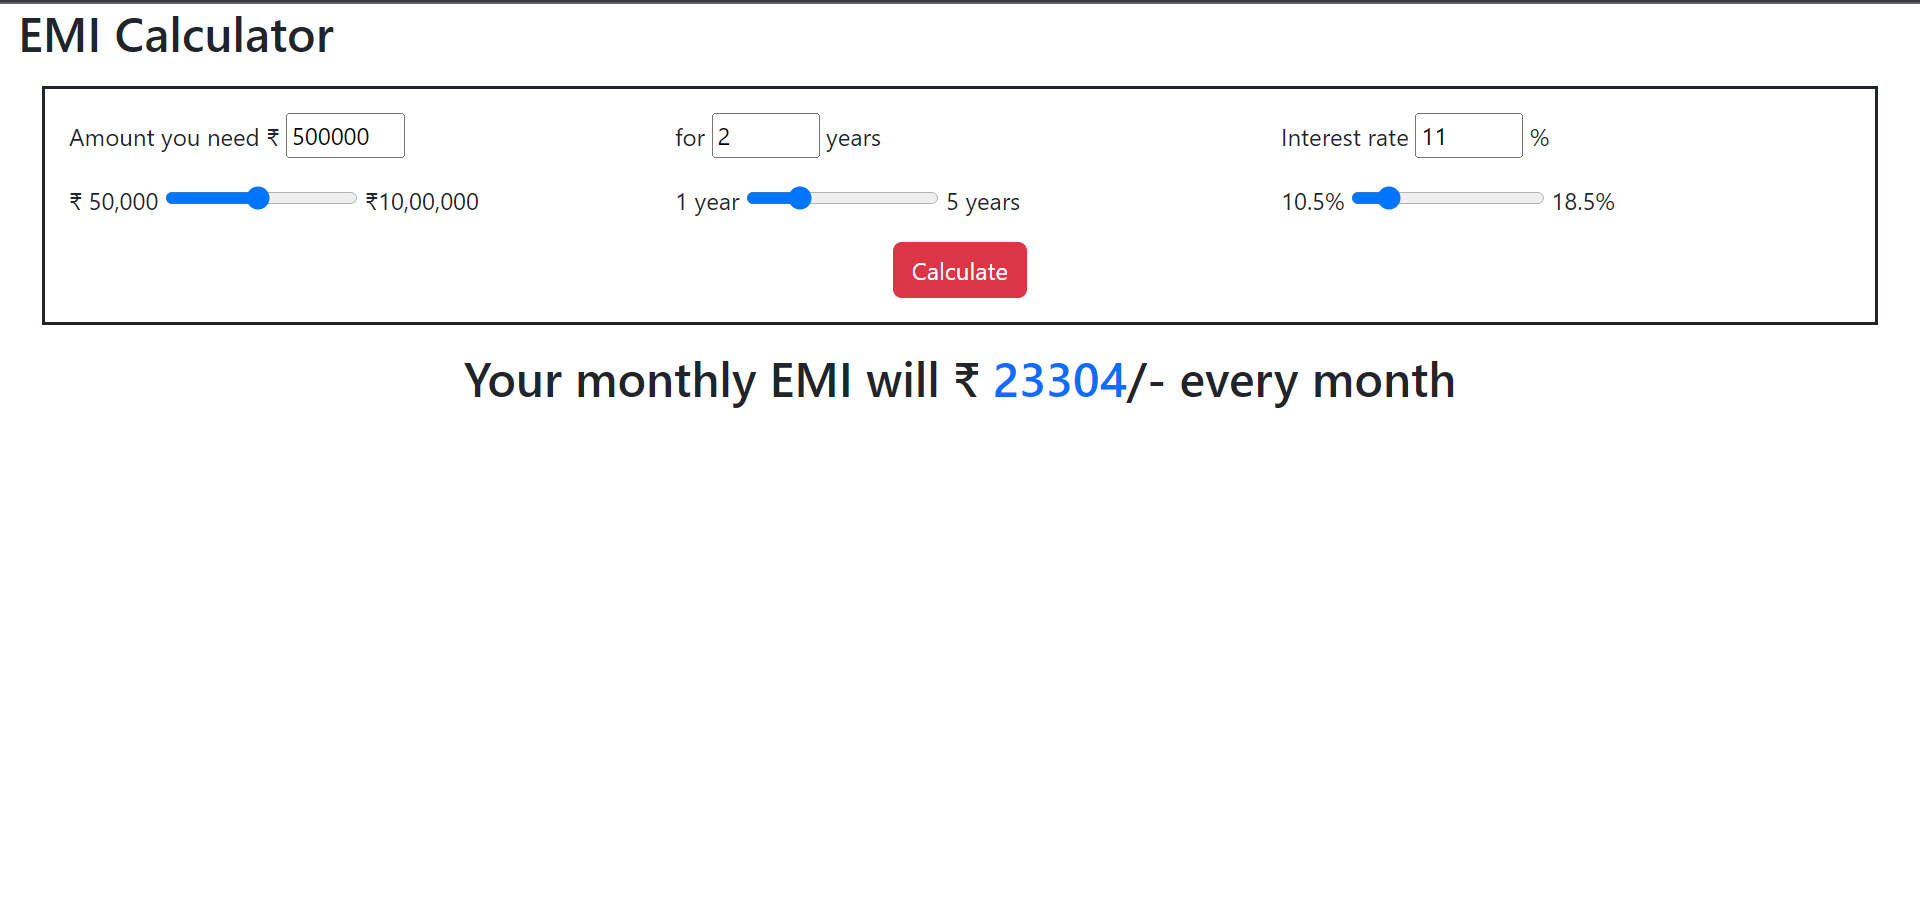 EMI Calculator
Amount you need ₹ 500000 for 2 years Interest rate 11 %
₹ 50,000 ₹10,00,000 1 year 5 years 10.5% 18.5%
Calculate
Your monthly EMI will ₹ 23304/- every month